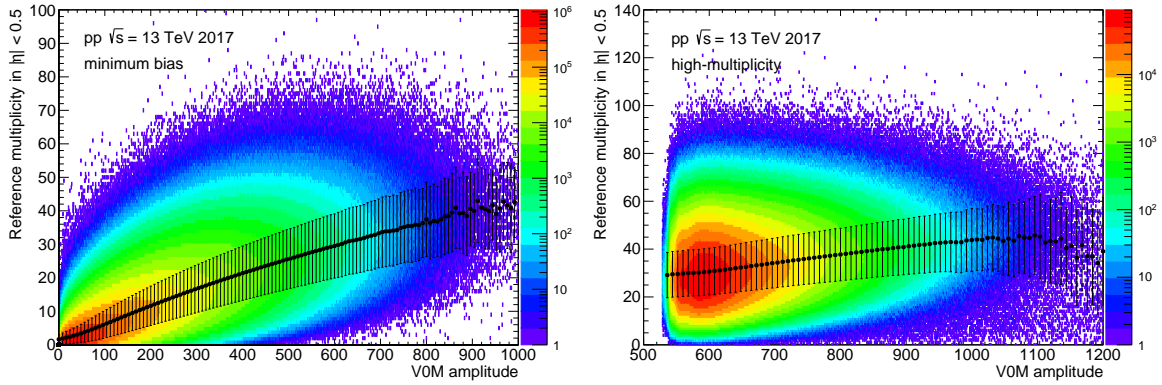 pp √s = 13 TeV 2017
minimum bias
Reference multiplicity in |η| < 0.5
0 10 20 30 40 50 60 70 80 90 100
0 100 200 300 400 500 600 700 800 900 1000
V0M amplitude
1 10 10² 10³ 10⁴ 10⁵ 10⁶
pp √s = 13 TeV 2017
high-multiplicity
Reference multiplicity in |η| < 0.5
0 20 40 60 80 100 120 140
500 600 700 800 900 1000 1100 1200
V0M amplitude
1 10 10² 10³ 10⁴